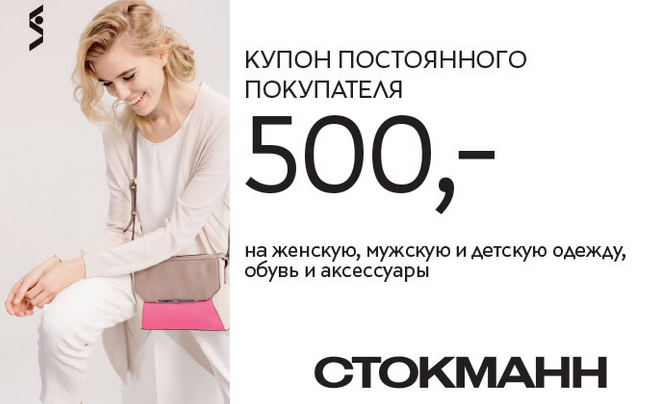 КУПОН ПОСТОЯННОГО
ПОКУПАТЕЛЯ
500,-
на женскую, мужскую и детскую одежду,
обувь и аксессуары
СТОКМАНН